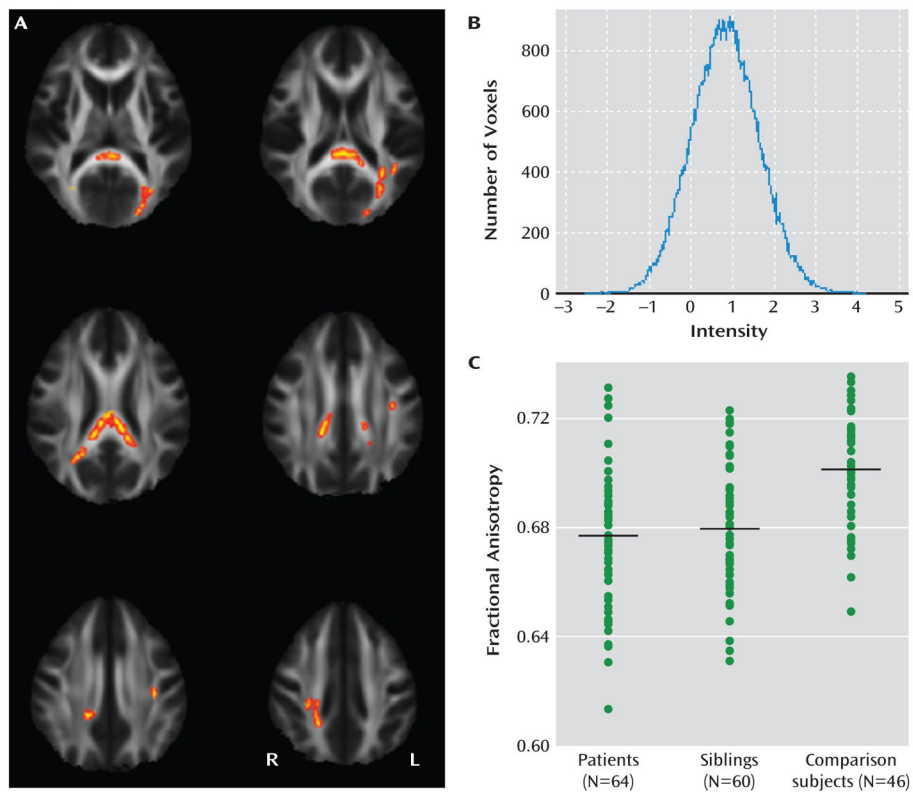 A
R
L
B
Number of Voxels
800
600
400
200
0
−3
−2
−1
0
1
2
3
4
5
Intensity
C
Fractional Anisotropy
0.72
0.68
0.64
0.60
Patients
(N=64)
Siblings
(N=60)
Comparison
subjects (N=46)